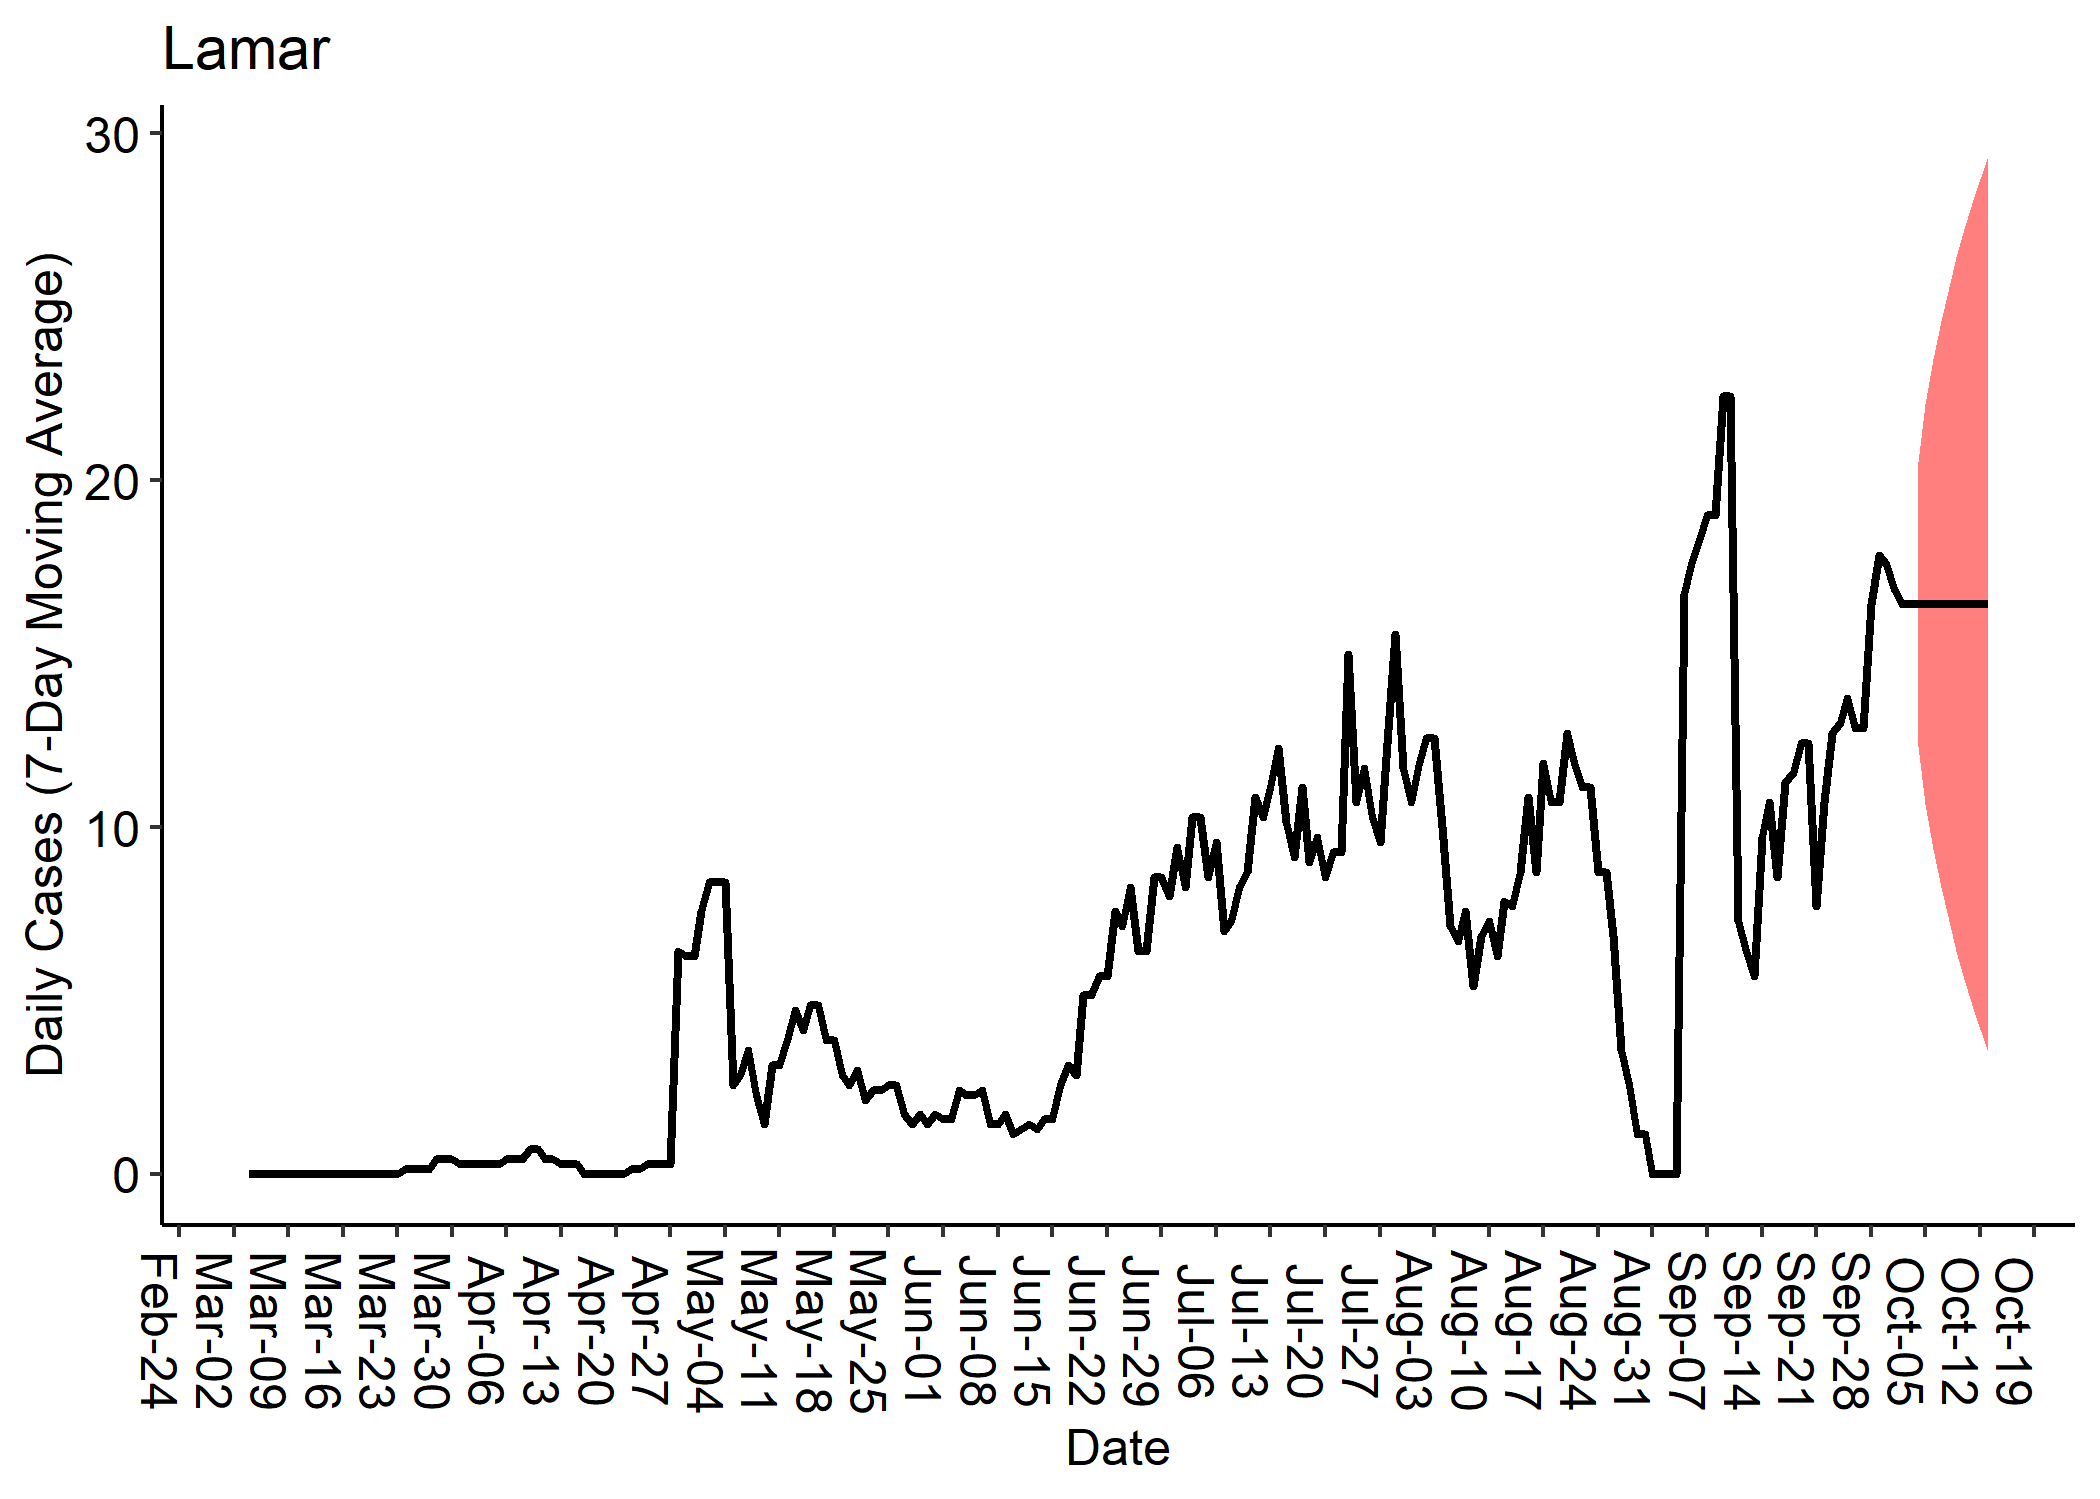 Lamar
Daily Cases (7-Day Moving Average)
30
20
10
0
Feb-24
Mar-02
Mar-09
Mar-16
Mar-23
Mar-30
Apr-06
Apr-13
Apr-20
Apr-27
May-04
May-11
May-18
May-25
Jun-01
Jun-08
Jun-15
Jun-22
Jun-29
Jul-06
Jul-13
Jul-20
Jul-27
Aug-03
Aug-10
Aug-17
Aug-24
Aug-31
Sep-07
Sep-14
Sep-21
Sep-28
Oct-05
Oct-12
Oct-19
Date